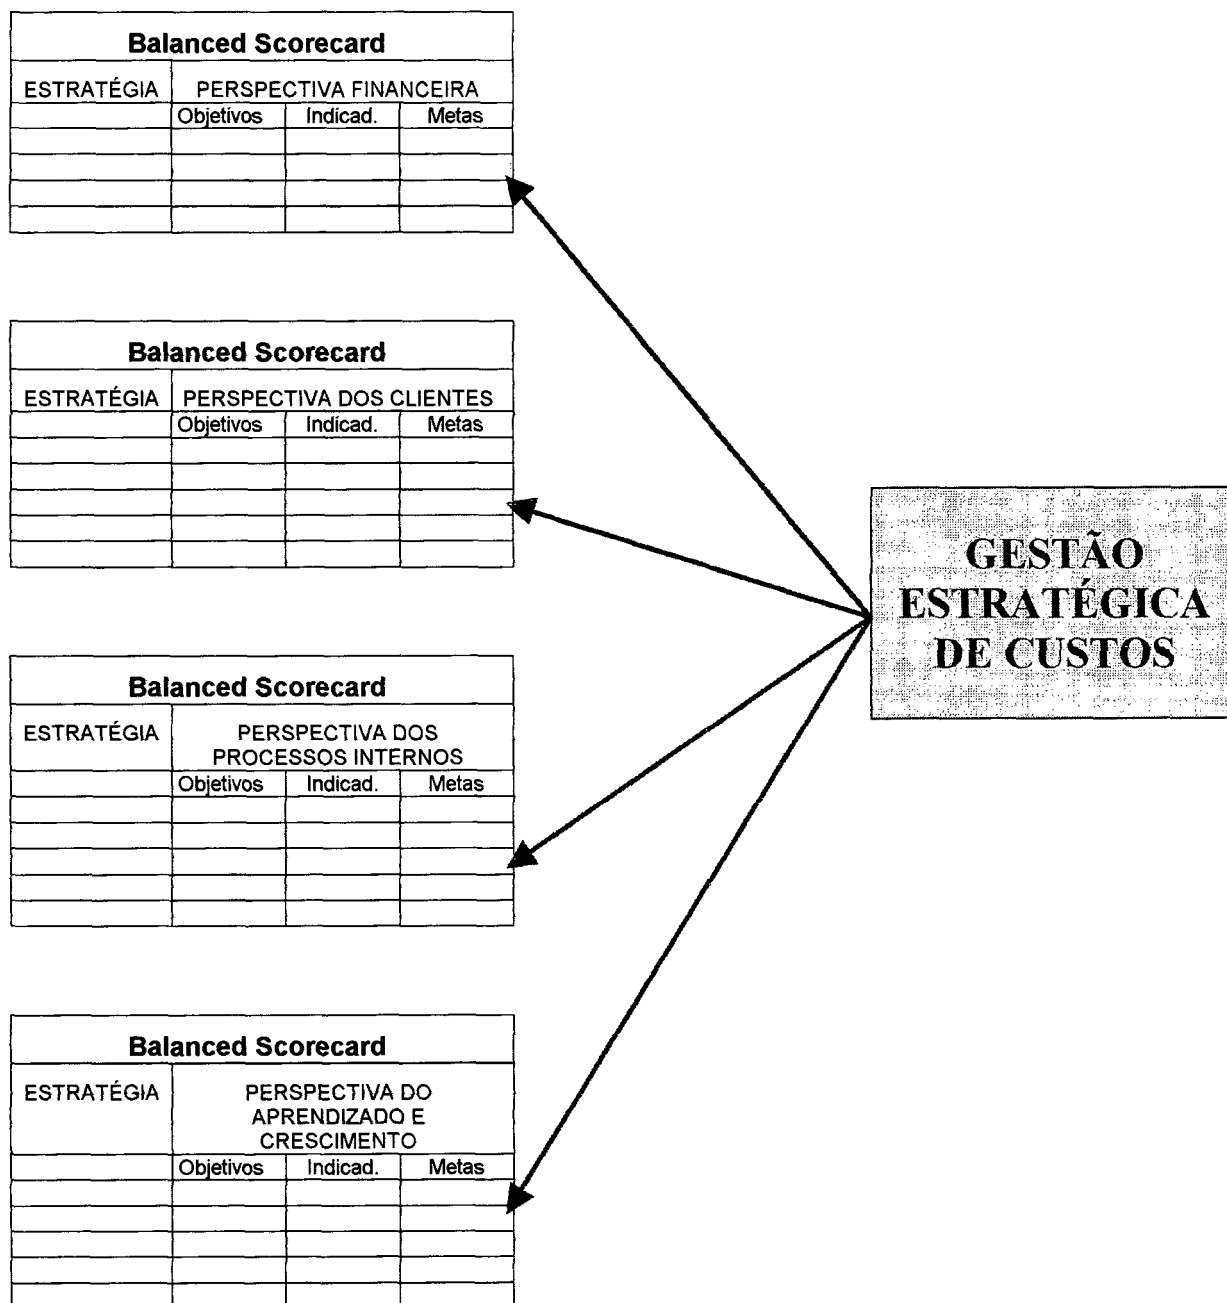 Balanced Scorecard
ESTRATÉGIA PERSPECTIVA FINANCEIRA
Objetivos Indicad. Metas
Balanced Scorecard
ESTRATÉGIA PERSPECTIVA DOS CLIENTES
Objetivos Indicad. Metas
GESTÃO
ESTRATÉGICA
DE CUSTOS
Balanced Scorecard
ESTRATÉGIA PERSPECTIVA DOS
PROCESSOS INTERNOS
Objetivos Indicad. Metas
Balanced Scorecard
ESTRATÉGIA PERSPECTIVA DO
APRENDIZADO E
CRESCIMENTO
Objetivos Indicad. Metas